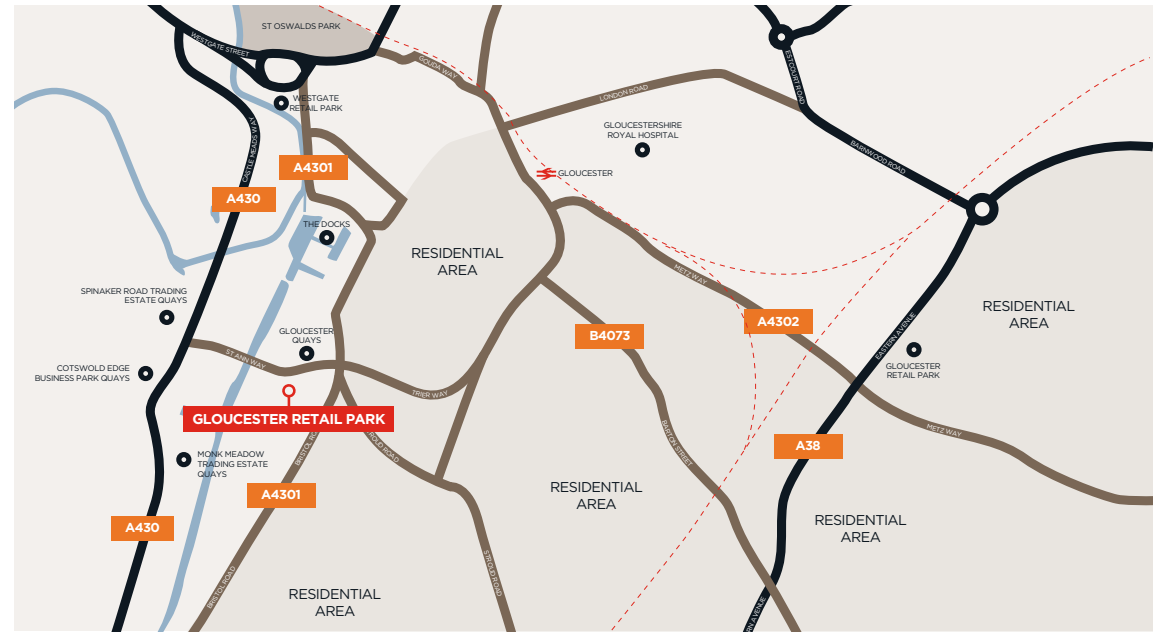 ST OSWALDS PARK
WESTGATE STREET
GOUDA WAY
ESTCOURT ROAD
LONDON ROAD
WESTGATE
RETAIL PARK
CASTLE MEADS WAY
GLOUCESTERSHIRE
ROYAL HOSPITAL
BARNWOOD ROAD
A4301
GLOUCESTER
A430
THE DOCKS
RESIDENTIAL
AREA
METZ WAY
SPINAKER ROAD TRADING
ESTATE QUAYS
RESIDENTIAL
AREA
A4302
B4073
GLOUCESTER
QUAYS
EASTERN AVENUE
ST ANN WAY
COTSWOLD EDGE
BUSINESS PARK QUAYS
GLOUCESTER
RETAIL PARK
TRIER WAY
GLOUCESTER RETAIL PARK
METZ WAY
BARTON STREET
A38
MONK MEADOW
TRADING ESTATE
QUAYS
A4301
RESIDENTIAL
AREA
A430
RESIDENTIAL
AREA
STROUD ROAD
BRISTOL ROAD
RESIDENTIAL
AREA